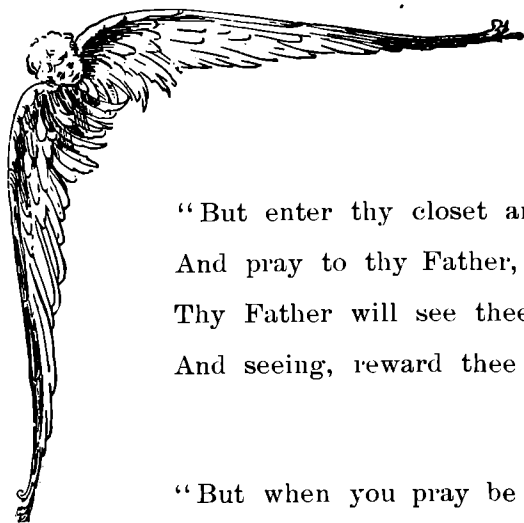 “But enter thy closet
And pray to thy Father,
Thy Father will see
And seeing, reward thee
“But when you pray be